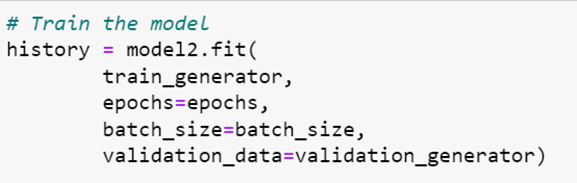 # Train the model
history = model2.fit(
train_generator,
epochs=epochs,
batch_size=batch_size,
validation_data=validation_generator)